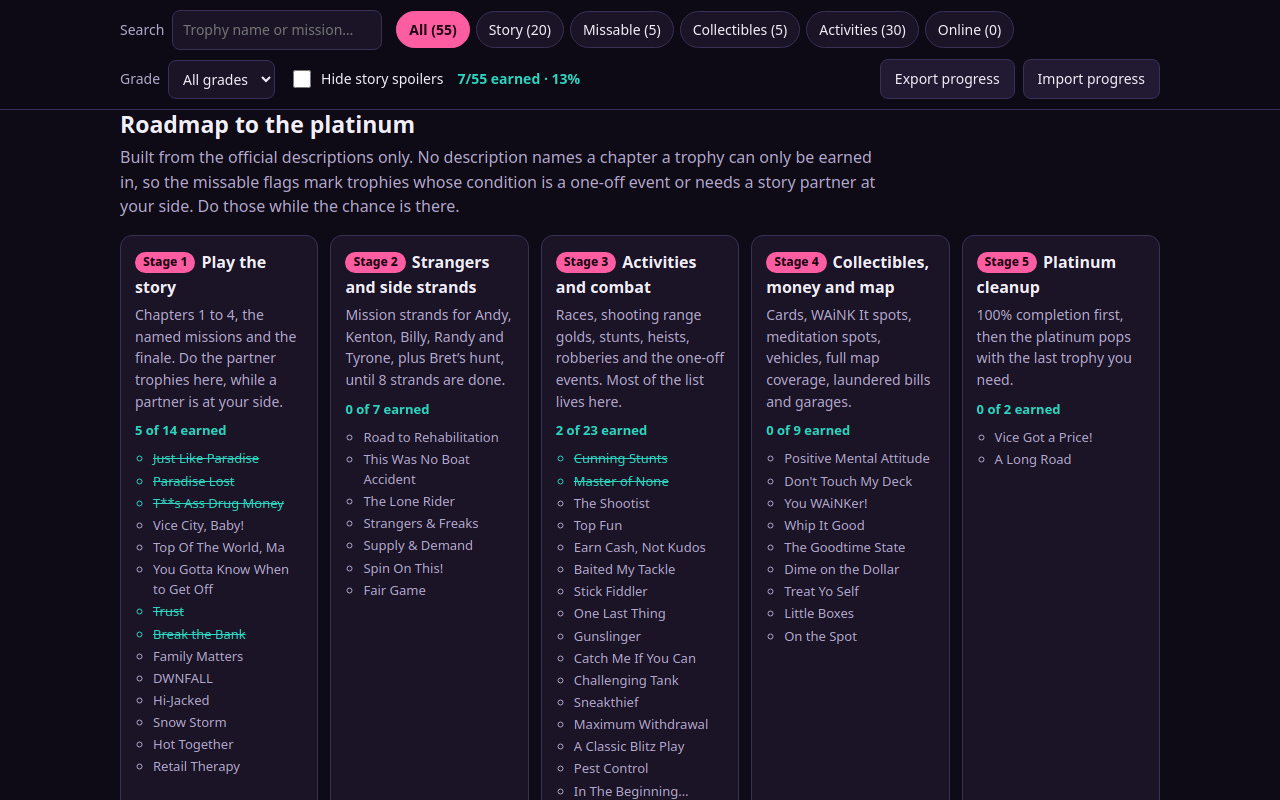 Search
Trophy name or mission...
All (55)
Story (20)
Missable (5)
Collectibles (5)
Activities (30)
Online (0)
Grade
All grades
Hide story spoilers
7/55 earned · 13%
Export progress
Import progress
Roadmap to the platinum
Built from the official descriptions only. No description names a chapter a trophy can only be earned
in, so the missable flags mark trophies whose condition is a one-off event or needs a story partner at
your side. Do those while the chance is there.
Stage 1 Play the
story
Chapters 1 to 4, the
named missions and the
finale. Do the partner
trophies here, while a
partner is at your side.
5 of 14 earned
Just Like Paradise
Paradise Lost
T**s Ass Drug Money
Vice City, Baby!
Top Of The World, Ma
You Gotta Know When
to Get Off
Trust
Break the Bank
Family Matters
DWNFALL
Hi-Jacked
Snow Storm
Hot Together
Retail Therapy
Stage 2 Strangers
and side strands
Mission strands for Andy,
Kenton, Billy, Randy and
Tyrone, plus Bret’s hunt,
until 8 strands are done.
0 of 7 earned
Road to Rehabilitation
This Was No Boat
Accident
The Lone Rider
Strangers & Freaks
Supply & Demand
Spin On This!
Fair Game
Stage 3 Activities
and combat
Races, shooting range
golds, stunts, heists,
robberies and the one-off
events. Most of the list
lives here.
2 of 23 earned
Cunning Stunts
Master of None
The Shootist
Top Fun
Earn Cash, Not Kudos
Baited My Tackle
Stick Fiddler
One Last Thing
Gunslinger
Catch Me If You Can
Challenging Tank
Sneakthief
Maximum Withdrawal
A Classic Blitz Play
Pest Control
In The Beginning...
Stage 4 Collectibles,
money and map
Cards, WAiNK It spots,
meditation spots,
vehicles, full map
coverage, laundered bills
and garages.
0 of 9 earned
Positive Mental Attitude
Don't Touch My Deck
You WAiNKer!
Whip It Good
The Goodtime State
Dime on the Dollar
Treat Yo Self
Little Boxes
On the Spot
Stage 5 Platinum
cleanup
100% completion first,
then the platinum pops
with the last trophy you
need.
0 of 2 earned
Vice Got a Price!
A Long Road